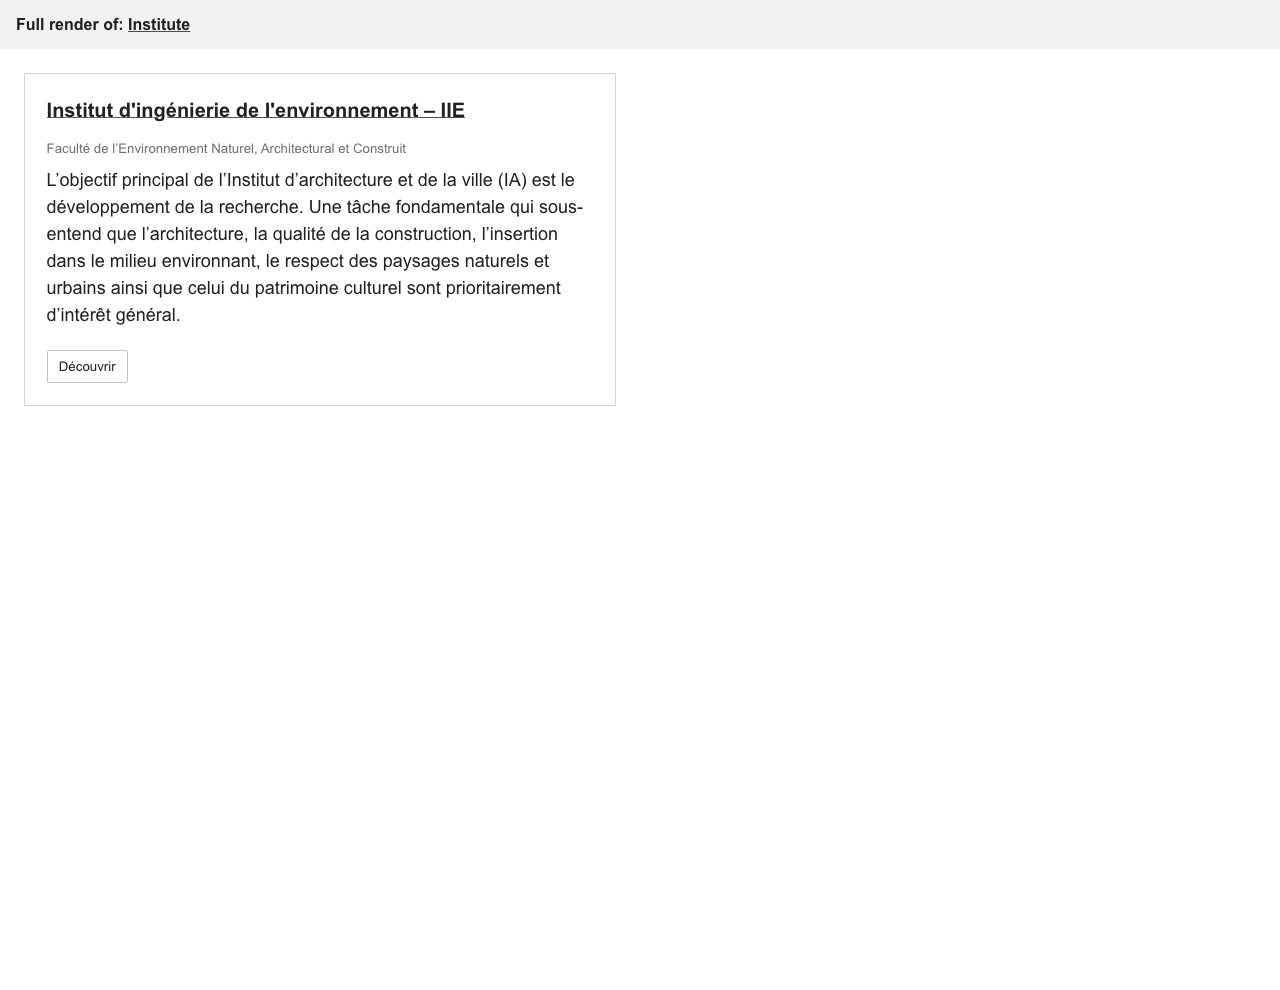 Full render of: Institute
Institut d'ingénierie de l'environnement – IIE
Faculté de l’Environnement Naturel, Architectural et Construit
L’objectif principal de l’Institut d’architecture et de la ville (IA) est le
développement de la recherche. Une tâche fondamentale qui sous-
entend que l’architecture, la qualité de la construction, l’insertion
dans le milieu environnant, le respect des paysages naturels et
urbains ainsi que celui du patrimoine culturel sont prioritairement
d’intérêt général.
Découvrir